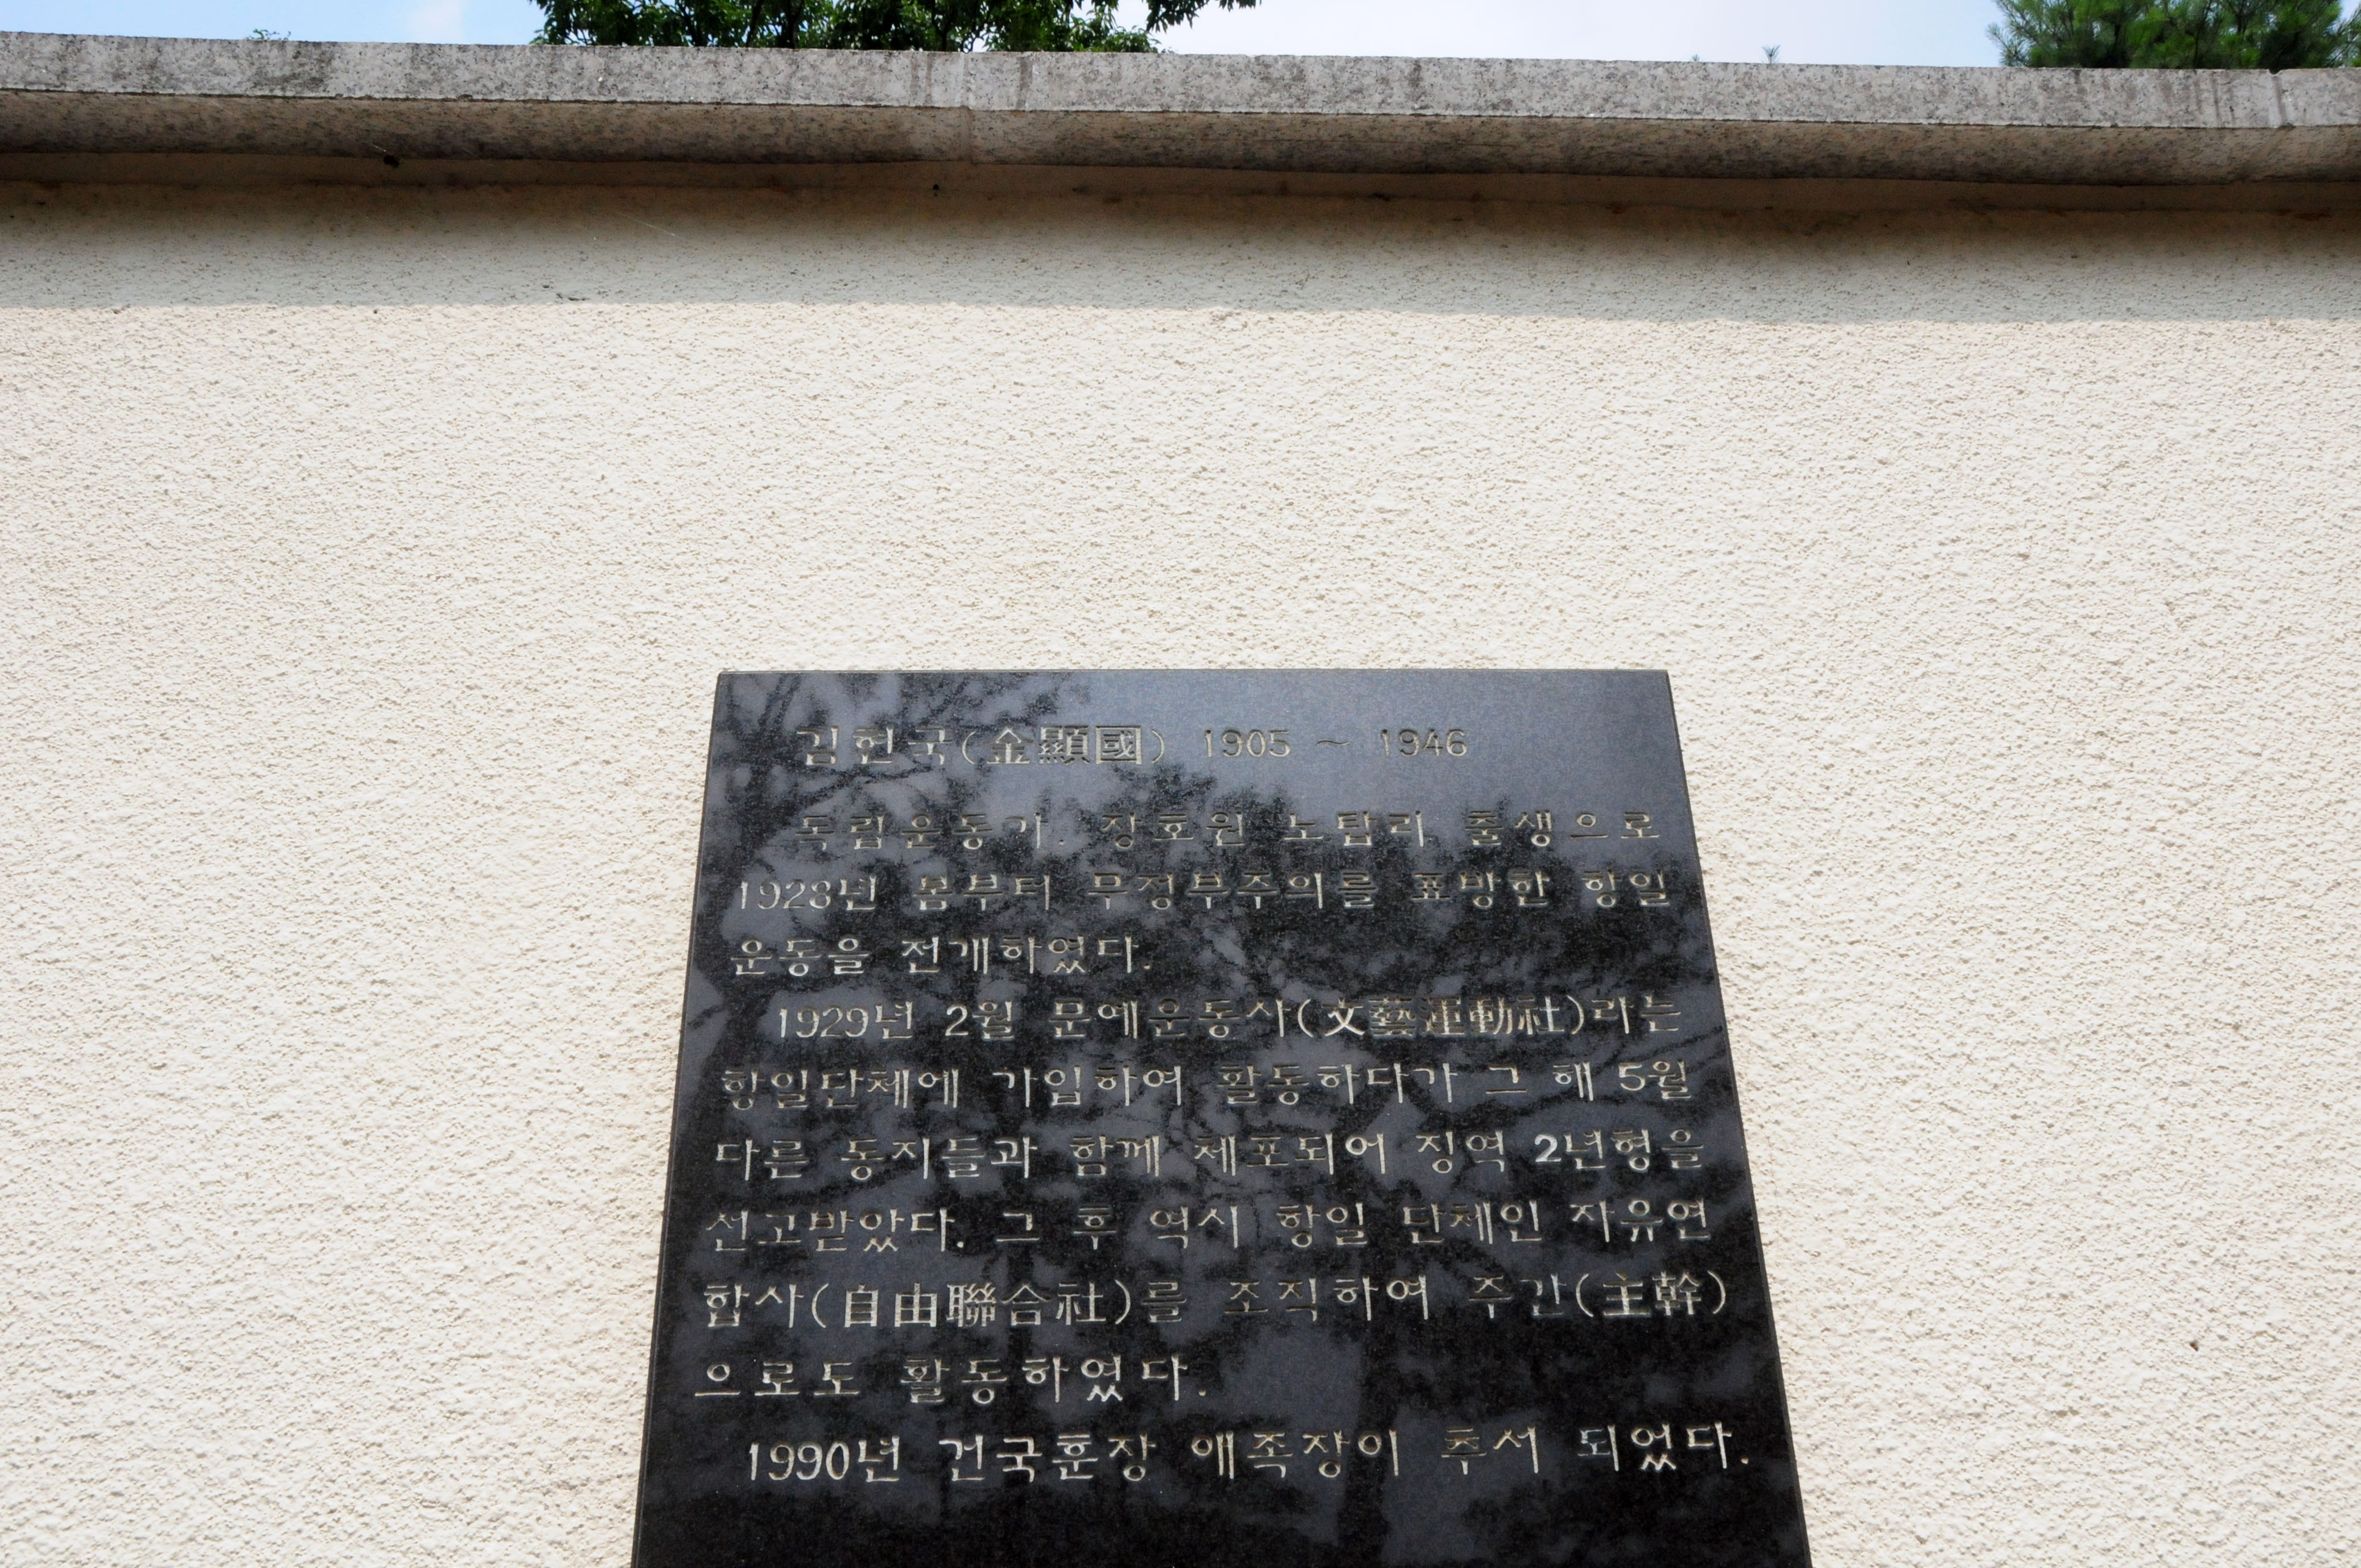 김현국(金顯國) 1905 ~ 1946
독립운동가. 장호원 노탑리 출생으로
1928년 봄부터 무정부주의를 표방한 항일
운동을 전개하였다.
1929년 2월 문예운동사(文藝運動社)라는
항일단체에 가입하여 활동하다가 그 해 5월
다른 동지들과 함께 체포되어 징역 2년형을
선고받았다. 그 후 역시 항일 단체인 자유연
합사(自由聯合社)를 조직하여 주간(主幹)
으로도 활동하였다.
1990년 건국훈장 애족장이 추서 되었다.